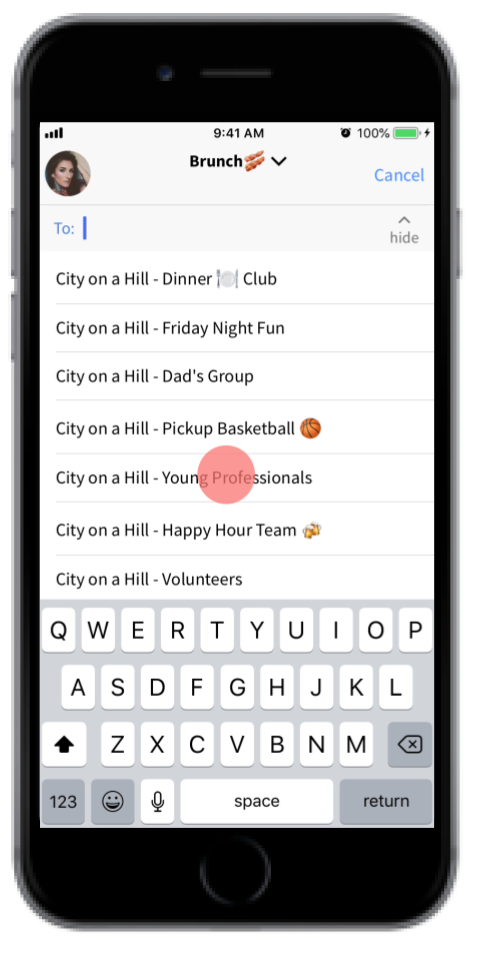 9:41 AM
100%
Brunch🥓
Cancel
To:
hide
City on a Hill - Dinner 🍽 Club
City on a Hill - Friday Night Fun
City on a Hill - Dad's Group
City on a Hill - Pickup Basketball 🏀
City on a Hill - Young Professionals
City on a Hill - Happy Hour Team 🍻
City on a Hill - Volunteers
Q W E R T Y U I O P
A S D F G H J K L
Z X C V B N M
123 space return